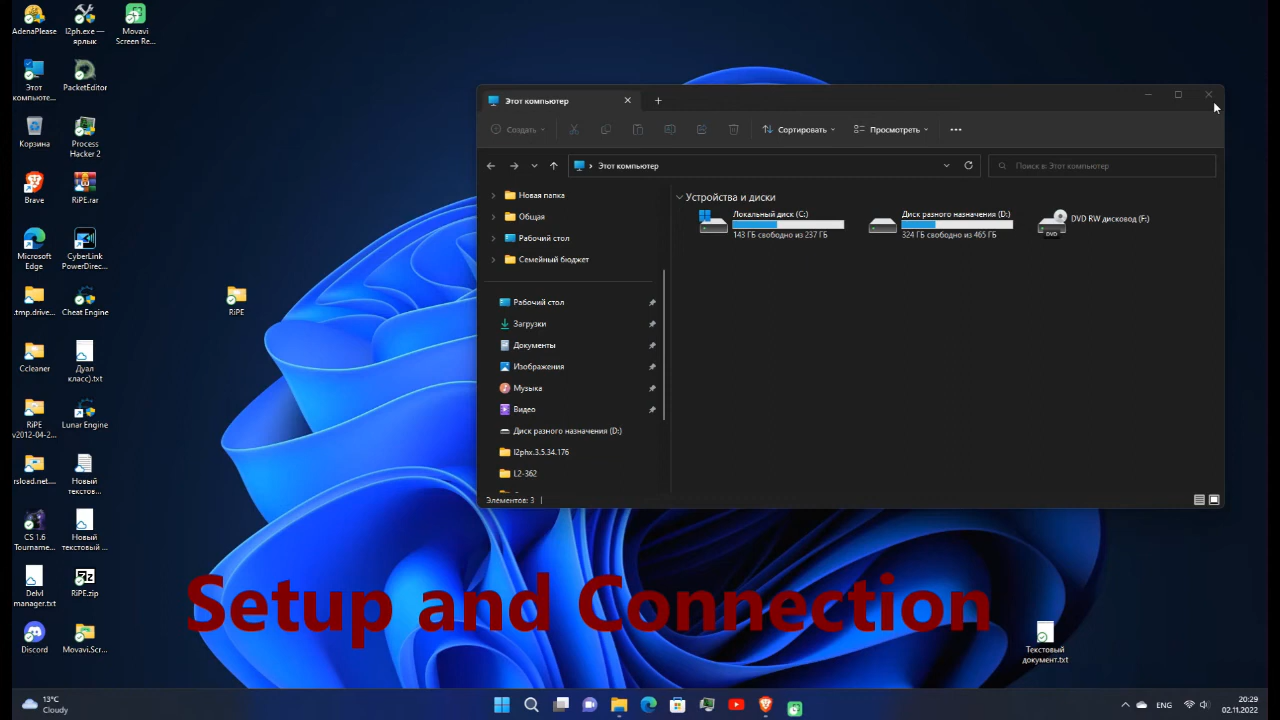 AdenaPlease
l2ph.exe — ярлык
Movavi Screen Re...
Этот компьюте...
PacketEditor
Корзина
Process Hacker 2
Brave
RiPE.rar
Microsoft Edge
CyberLink PowerDirec...
.tmp.drive...
Cheat Engine
RiPE
Ccleaner
Дуал класс).txt
RiPE v2012-04-2...
Lunar Engine
rsload.net....
Новый текстов...
CS 1.6 Tourname...
Новый текстовый ...
Delvl manager.txt
RiPE.zip
Discord
Movavi.Scr...
Этот компьютер
Создать
Сортировать
Просмотреть
Этот компьютер
Поиск в: Этот компьютер
Новая папка
Общая
Рабочий стол
Семейный бюджет
Рабочий стол
Загрузки
Документы
Изображения
Музыка
Видео
Диск разного назначения (D:)
l2phx.3.5.34.176
L2-362
Устройства и диски
Локальный диск (C:)
143 ГБ свободно из 237 ГБ
Диск разного назначения (D:)
324 ГБ свободно из 465 ГБ
DVD RW дисковод (F:)
DVD
Элементов: 3
Setup and Connection
Текстовый документ.txt
13°C
Cloudy
ENG
20:29
02.11.2022